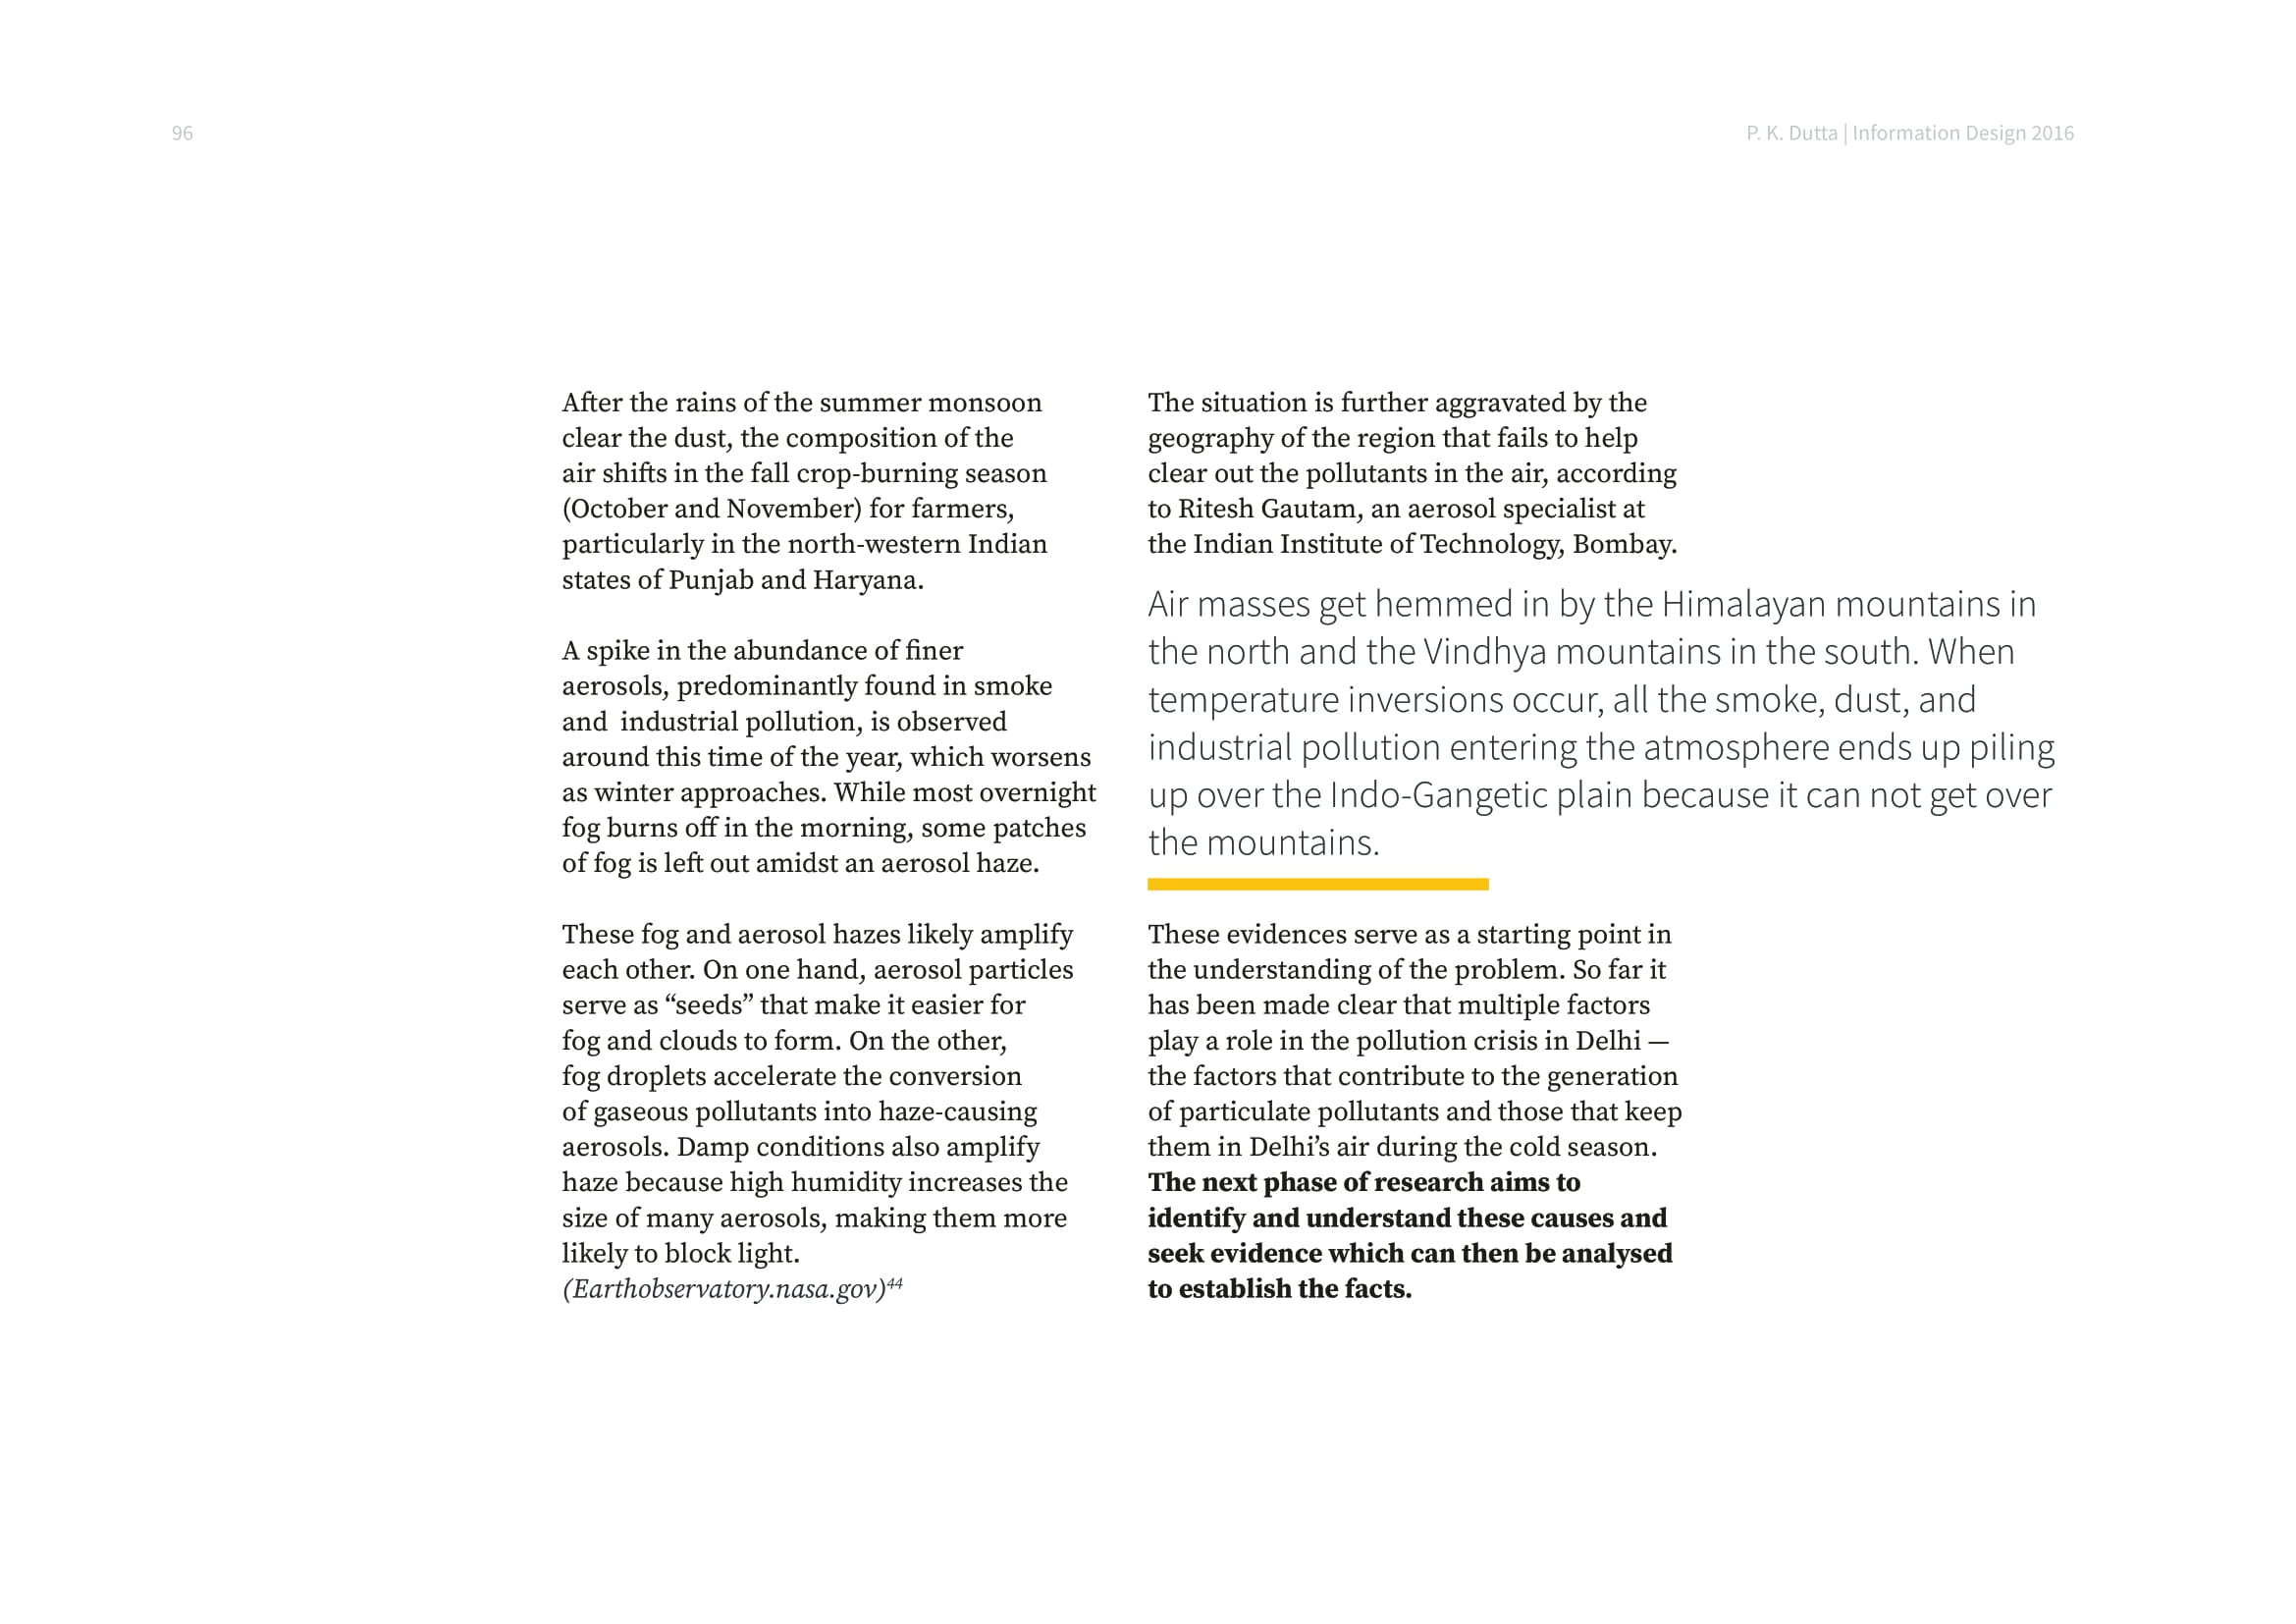 96
P. K. Dutta | Information Design 2016
After the rains of the summer monsoon
clear the dust, the composition of the
air shifts in the fall crop-burning season
(October and November) for farmers,
particularly in the north-western Indian
states of Punjab and Haryana.
A spike in the abundance of finer
aerosols, predominantly found in smoke
and  industrial pollution, is observed
around this time of the year, which worsens
as winter approaches. While most overnight
fog burns off in the morning, some patches
of fog is left out amidst an aerosol haze.
These fog and aerosol hazes likely amplify
each other. On one hand, aerosol particles
serve as “seeds” that make it easier for
fog and clouds to form. On the other,
fog droplets accelerate the conversion
of gaseous pollutants into haze-causing
aerosols. Damp conditions also amplify
haze because high humidity increases the
size of many aerosols, making them more
likely to block light.
(Earthobservatory.nasa.gov)44
The situation is further aggravated by the
geography of the region that fails to help
clear out the pollutants in the air, according
to Ritesh Gautam, an aerosol specialist at
the Indian Institute of Technology, Bombay.
Air masses get hemmed in by the Himalayan mountains in
the north and the Vindhya mountains in the south. When
temperature inversions occur, all the smoke, dust, and
industrial pollution entering the atmosphere ends up piling
up over the Indo-Gangetic plain because it can not get over
the mountains.
These evidences serve as a starting point in
the understanding of the problem. So far it
has been made clear that multiple factors
play a role in the pollution crisis in Delhi —
the factors that contribute to the generation
of particulate pollutants and those that keep
them in Delhi’s air during the cold season.
The next phase of research aims to
identify and understand these causes and
seek evidence which can then be analysed
to establish the facts.